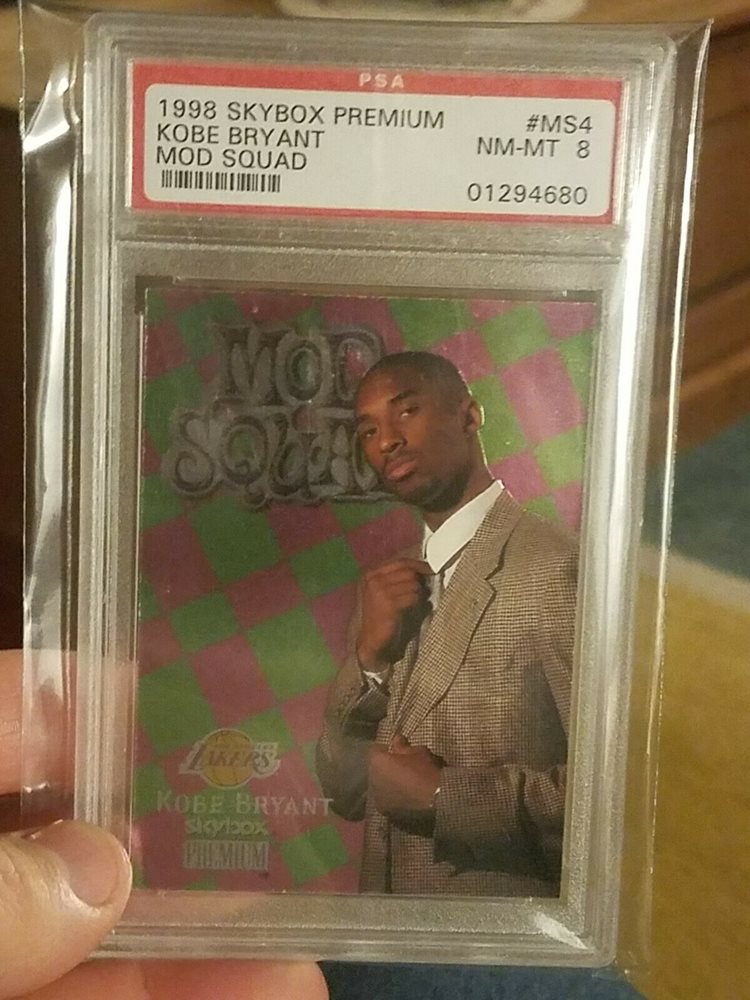 PSA
1998 SKYBOX PREMIUM #MS4
KOBE BRYANT NM-MT 8
MOD SQUAD
01294680
MOD
SQUAD
LAKERS
KOBE BRYANT
skybox
PREMIUM